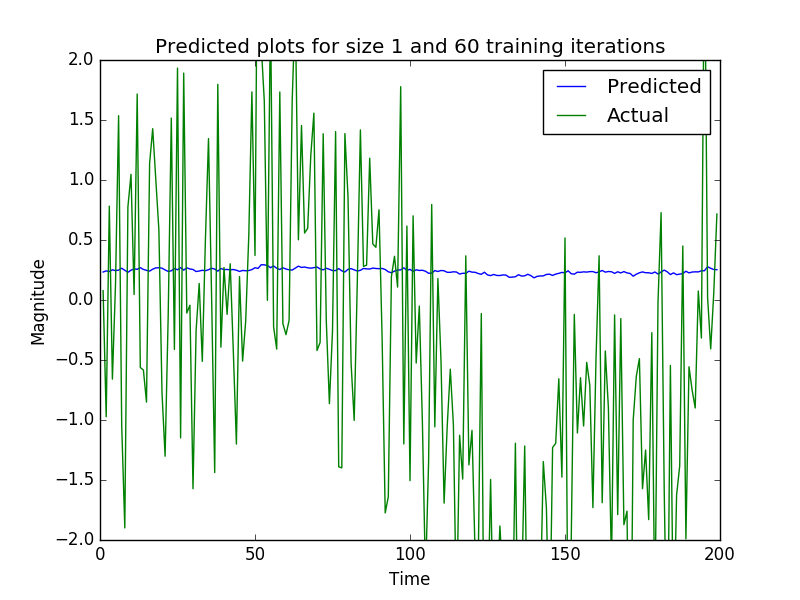 Predicted plots for size 1 and 60 training iterations
Predicted
Actual
2.0
1.5
1.0
0.5
0.0
−0.5
−1.0
−1.5
−2.0
Magnitude
0 50 100 150 200
Time